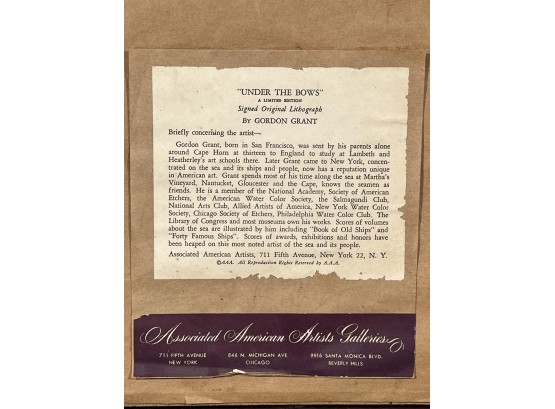 "UNDER THE BOWS"
A LIMITED EDITION
Signed Original Lithograph
BY GORDON GRANT
Briefly concerning the artist—
Gordon Grant, born in San Francisco, was sent by his parents alone
around Cape Horn at thirteen to England to study at Lambeth and
Heatherley's art schools there. Later Grant came to New York, concen-
trated on the sea and its ships and people, now has a reputation unique
in American art. Grant spends most of his time along the sea at Martha's
Vineyard, Nantucket, Gloucester and the Cape, knows the seamen as
friends. He is a member of the National Academy, Society of American
Etchers, the American Water Color Society, the Salmagundi Club,
National Arts Club, Allied Artists of America, New York Water Color
Society, Chicago Society of Etchers, Philadelphia Water Color Club. The
Library of Congress and most museums own his works. Scores of volumes
about the sea are illustrated by him including "Book of Old Ships" and
"Forty Famous Ships". Scores of awards, exhibitions and honors have
been heaped on this most noted artist of the sea and its people.
Associated American Artists, 711 Fifth Avenue, New York 22, N. Y.
©AAA. All Reproduction Rights Reserved by A.A.A.
Associated American Artists Galleries
711 FIFTH AVENUE 846 N. MICHIGAN AVE. 9916 SANTA MONICA BLVD.
NEW YORK CHICAGO BEVERLY HILLS